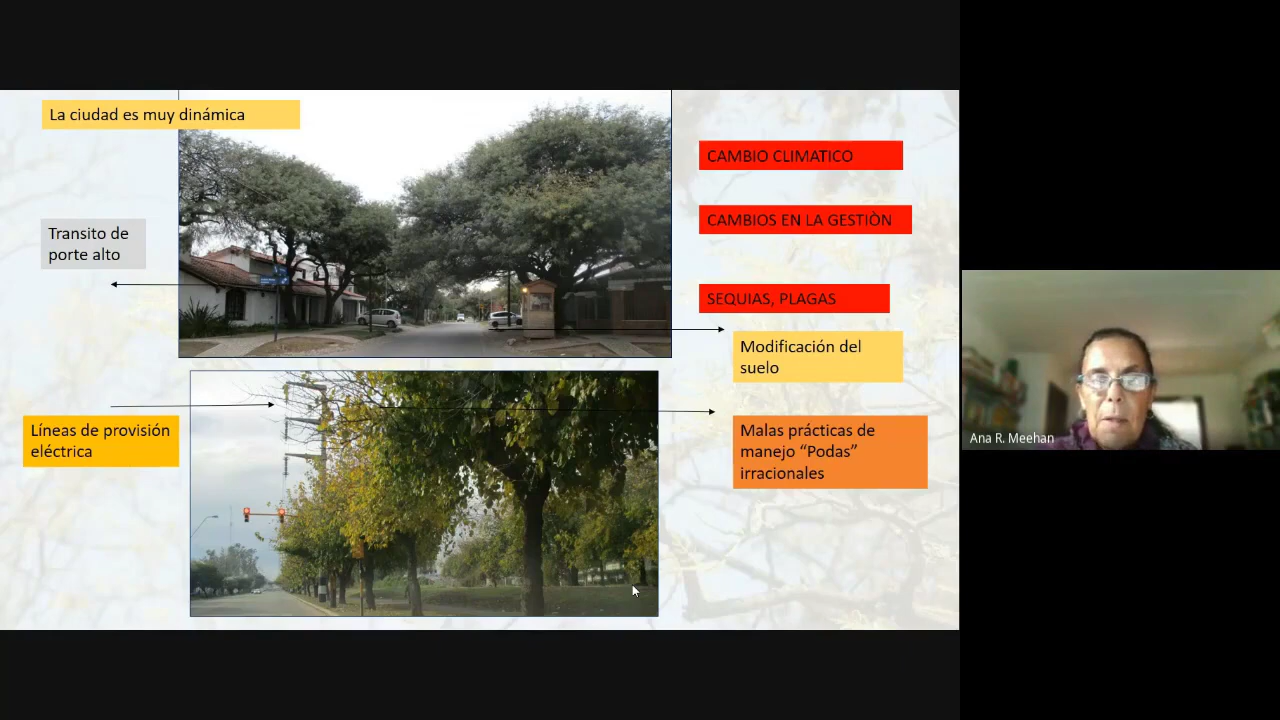 La ciudad es muy dinámica
Transito de
porte alto
Líneas de provisión
eléctrica
CAMBIO CLIMATICO
CAMBIOS EN LA GESTIÒN
SEQUIAS, PLAGAS
Modificación del
suelo
Malas prácticas de
manejo “Podas”
irracionales
Ana R. Meehan